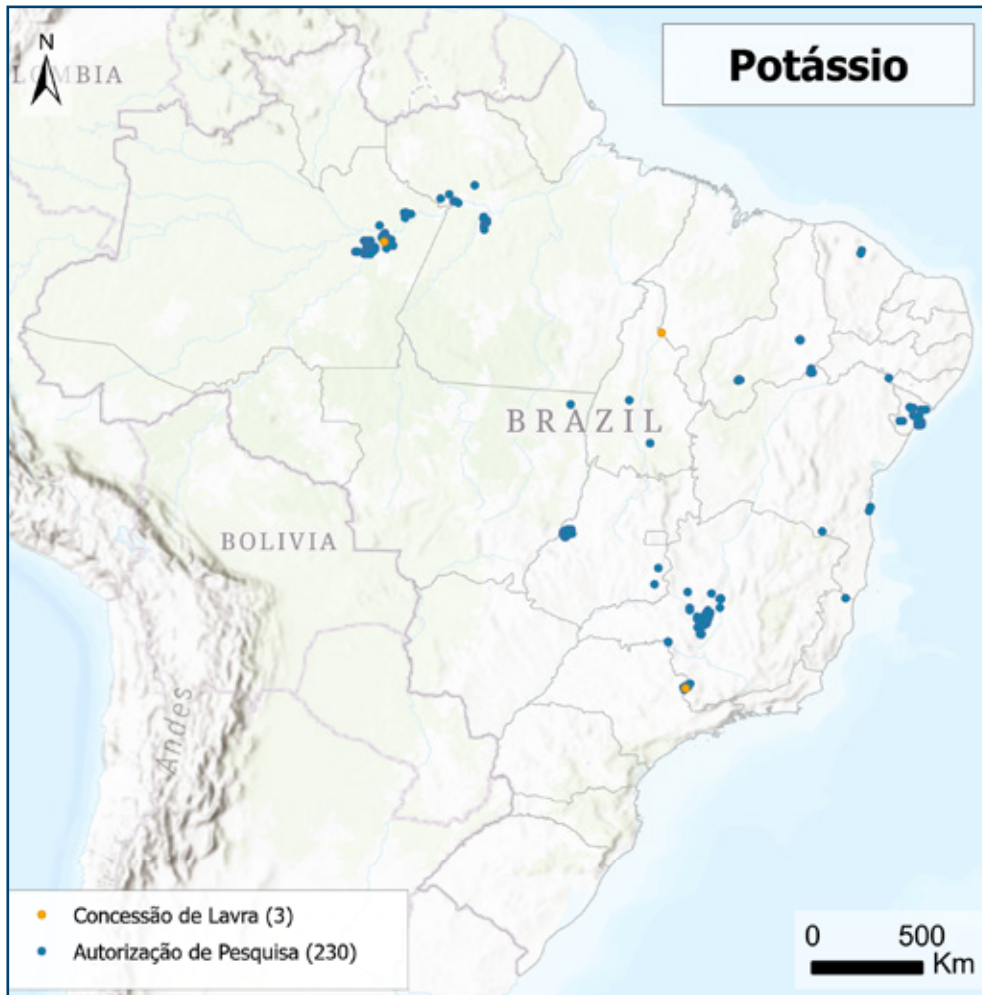 Potássio
N
LOMBIA
BRAZIL
BOLIVIA
Andes
Concessão de Lavra (3)
Autorização de Pesquisa (230)
0 500
Km